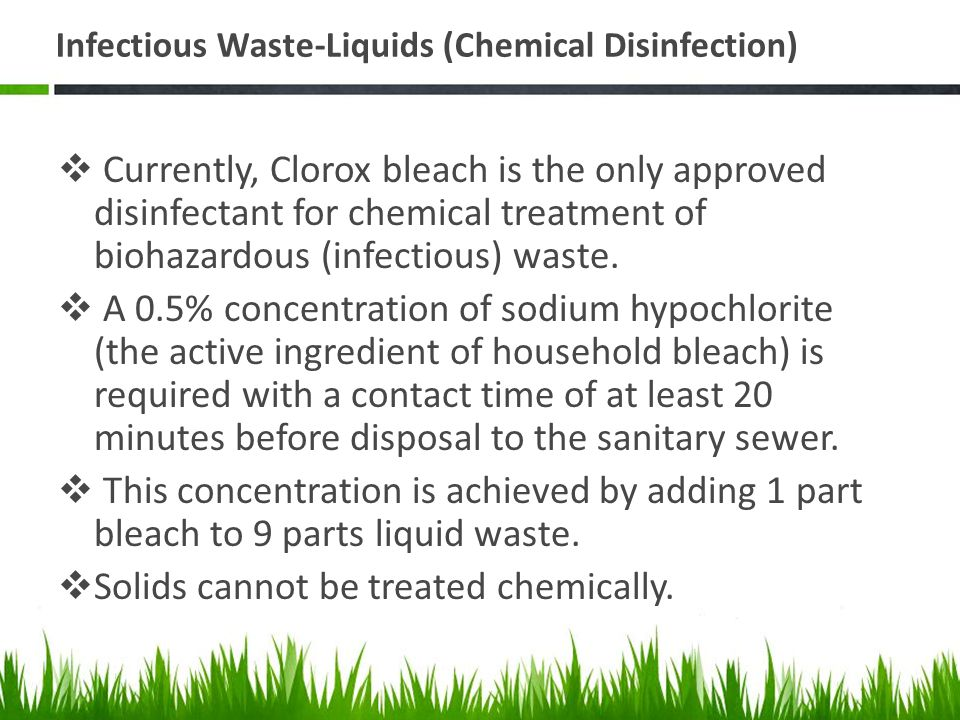 Infectious Waste-Liquids (Chemical Disinfection)
❖ Currently, Clorox bleach is the only approved
disinfectant for chemical treatment of
biohazardous (infectious) waste.
❖ A 0.5% concentration of sodium hypochlorite
(the active ingredient of household bleach) is
required with a contact time of at least 20
minutes before disposal to the sanitary sewer.
❖ This concentration is achieved by adding 1 part
bleach to 9 parts liquid waste.
❖ Solids cannot be treated chemically.